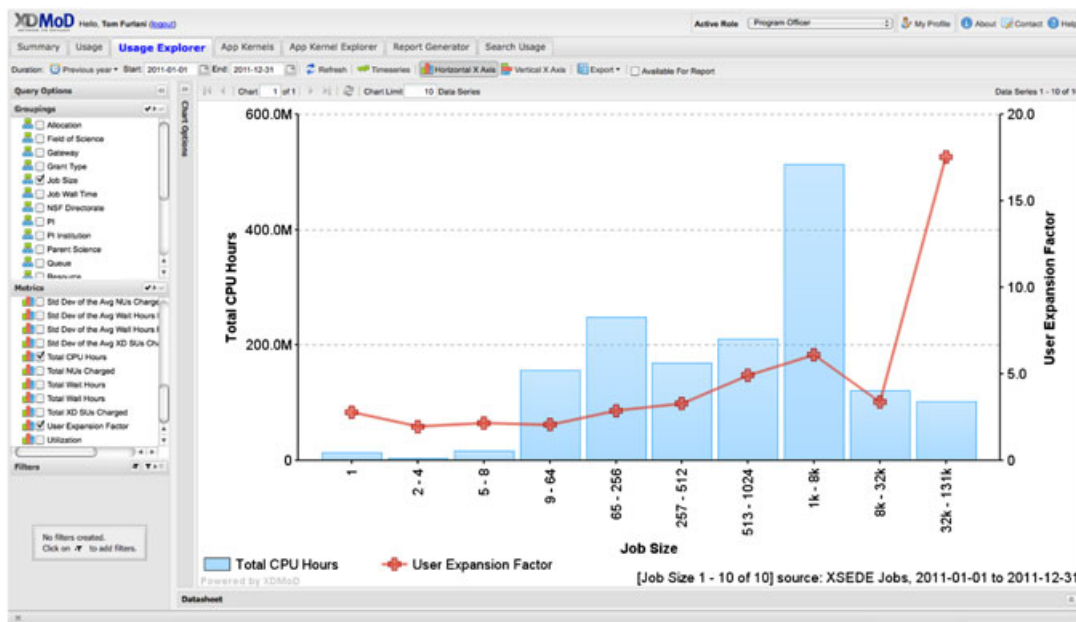 XDMoD Hello, Tom Furlani (logout)
Active Role Program Officer My Profile About Contact Help
Summary Usage Usage Explorer App Kernels App Kernel Explorer Report Generator Search Usage
Duration: Previous year Start: 2011-01-01 End: 2011-12-31 Refresh Timeseries Horizontal X Axis Vertical X Axis Export Available For Report
Query Options
Chart 1 of 1 Chart Limit: 10 Data Series
Data Series 1 - 10 of 10
Groupings
Allocation
Field of Science
Gateway
Grant Type
Job Size
Job Wall Time
NSF Directorate
PI
PI Institution
Parent Science
Queue
Resource
Metrics
Std Dev of the Avg NUs Charge
Std Dev of the Avg Wait Hours
Std Dev of the Avg Wall Hours
Std Dev of the Avg XD SUs Ch
Total CPU Hours
Total NUs Charged
Total Wait Hours
Total Wall Hours
Total XD SUs Charged
User Expansion Factor
Utilization
Filters
No filters created.
Click on to add filters.
Chart Options
Total CPU Hours
600.0M
400.0M
200.0M
0
20.0
15.0
10.0
5.0
0
User Expansion Factor
1
2 - 4
5 - 8
9 - 64
65 - 256
257 - 512
513 - 1024
1k - 8k
8k - 32k
32k - 131k
Job Size
Total CPU Hours User Expansion Factor
Powered by XDMoD
[Job Size 1 - 10 of 10] source: XSEDE Jobs, 2011-01-01 to 2011-12-31
Datasheet